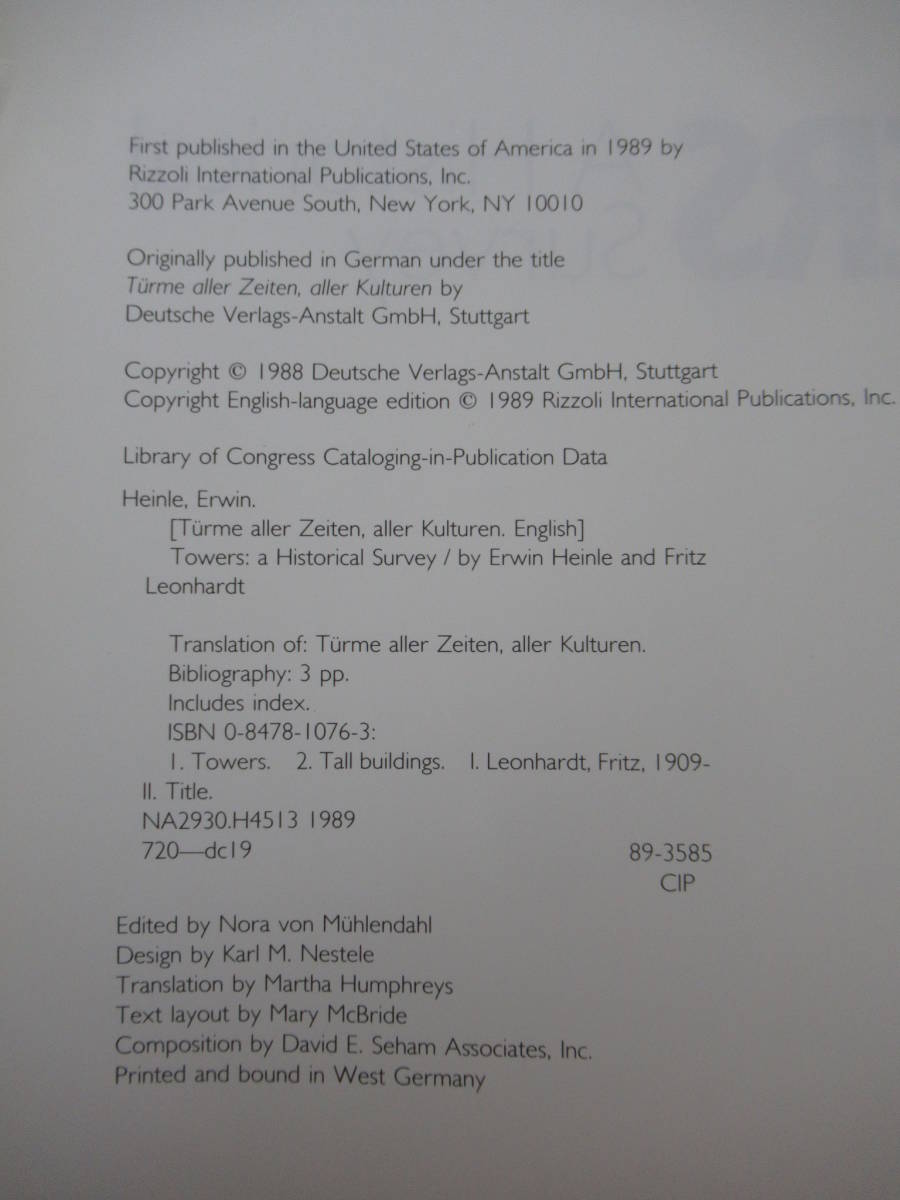 First published in the United States of America in 1989 by
Rizzoli International Publications, Inc.
300 Park Avenue South, New York, NY 10010
Originally published in German under the title
Türme aller Zeiten, aller Kulturen by
Deutsche Verlags-Anstalt GmbH, Stuttgart
Copyright © 1988 Deutsche Verlags-Anstalt GmbH, Stuttgart
Copyright English-language edition © 1989 Rizzoli International Publications, Inc.
Library of Congress Cataloging-in-Publication Data
Heinle, Erwin.
[Türme aller Zeiten, aller Kulturen. English]
Towers: a Historical Survey / by Erwin Heinle and Fritz
Leonhardt
Translation of: Türme aller Zeiten, aller Kulturen.
Bibliography: 3 pp.
Includes index.
ISBN 0-8478-1076-3:
1. Towers. 2. Tall buildings. I. Leonhardt, Fritz, 1909-
II. Title.
NA2930.H4513 1989
720—dc19 89-3585
CIP
Edited by Nora von Mühlendahl
Design by Karl M. Nestele
Translation by Martha Humphreys
Text layout by Mary McBride
Composition by David E. Seham Associates, Inc.
Printed and bound in West Germany